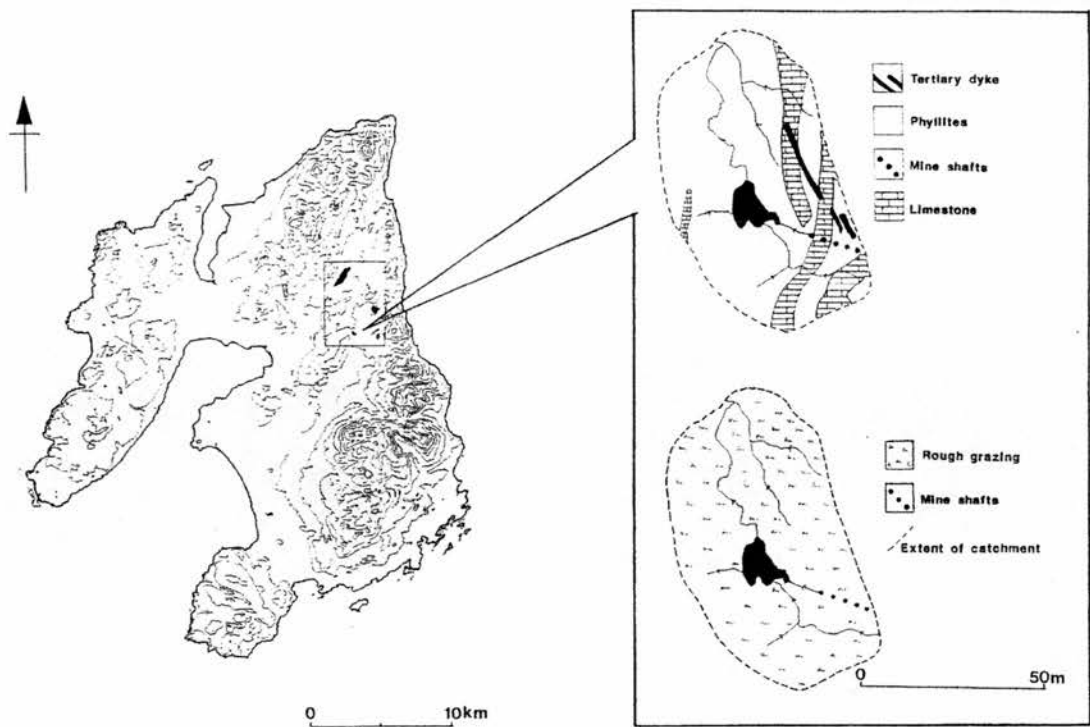 Tertiary dyke
Phyllites
Mine shafts
Limestone
Rough grazing
Mine shafts
Extent of catchment
0 50m
0 10km